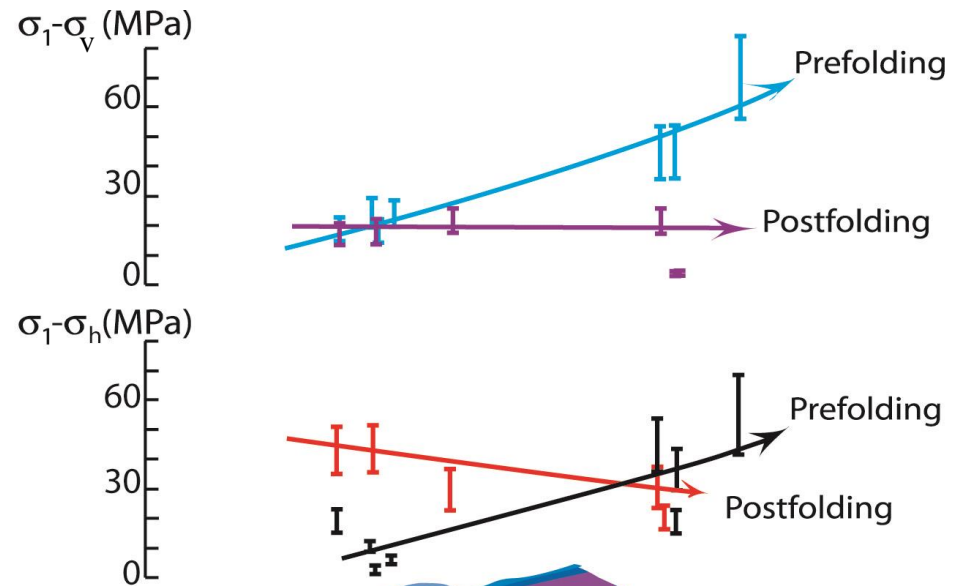 σ1-σv (MPa)
Prefolding
60
30
Postfolding
0
σ1-σh(MPa)
60
Prefolding
30
Postfolding
0